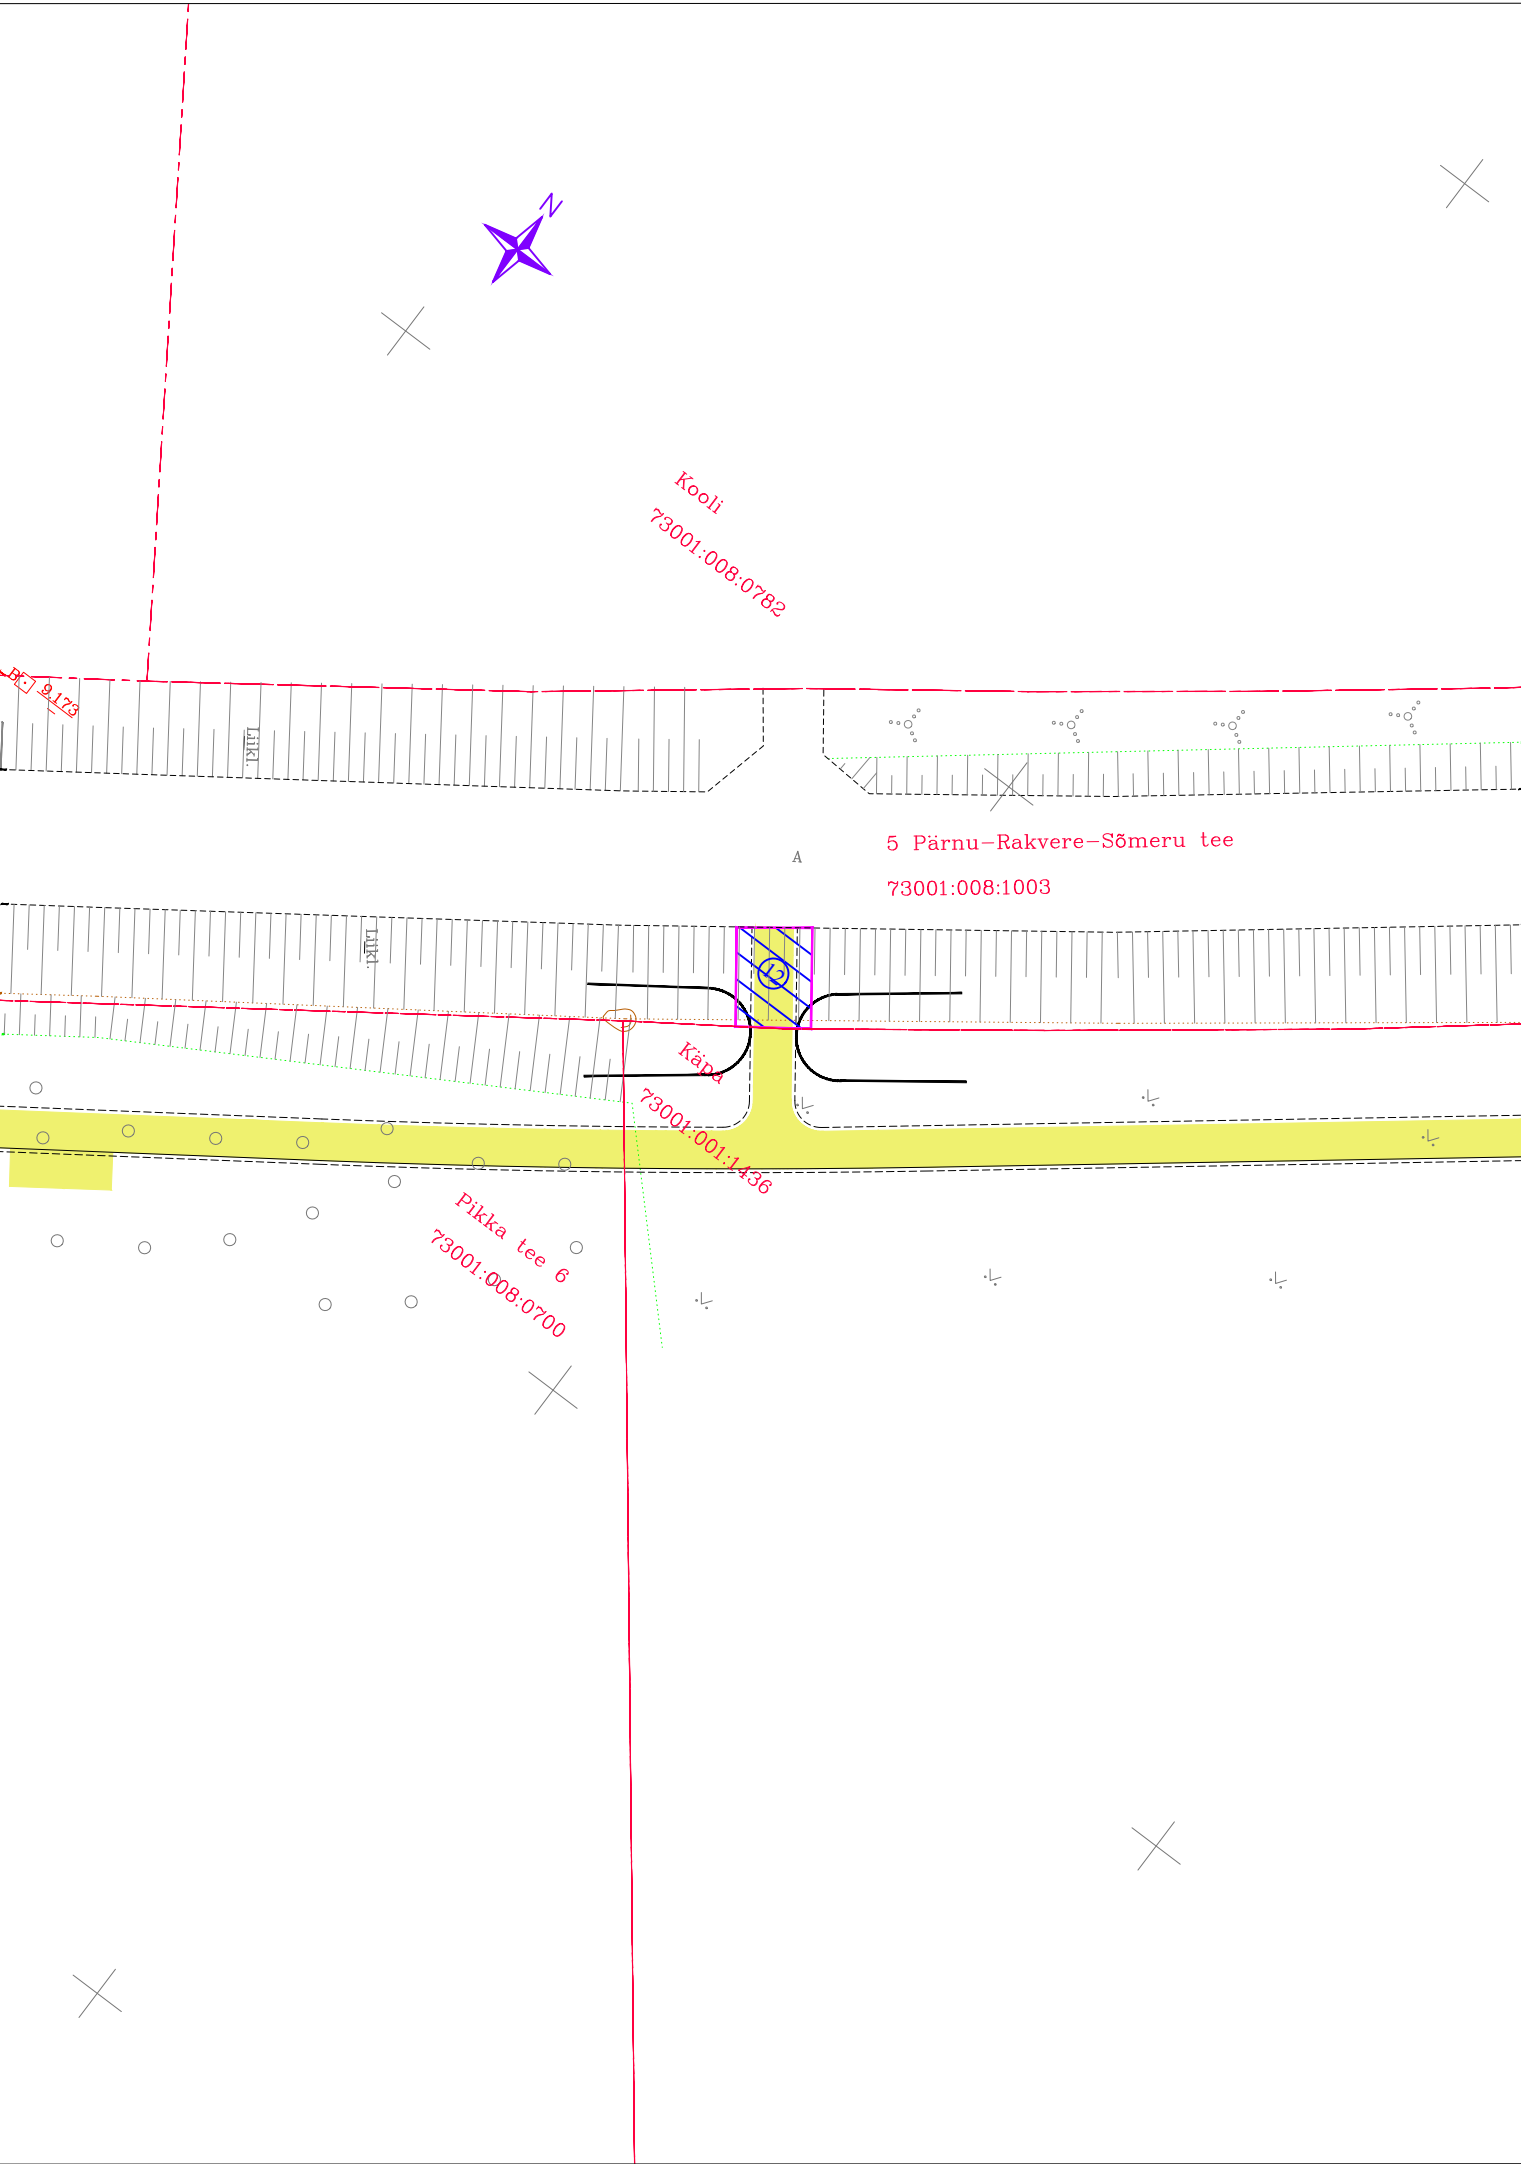 N
Kooli
73001:008:0782
9.173
Liikl.
5 Pärnu-Rakvere-Sõmeru tee
A
73001:008:1003
Liikl.
12
Käpa
73001:001:1436
Pikka tee 6
73001:008:0700